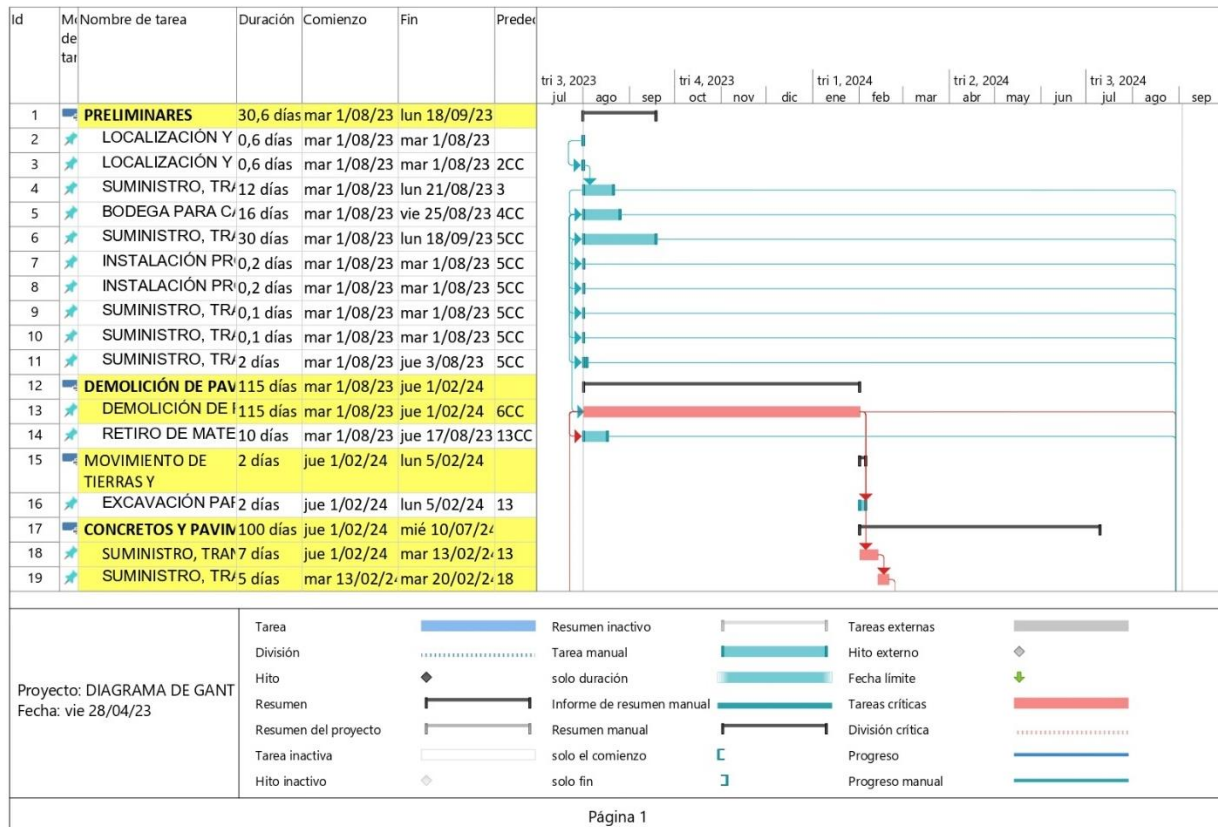 Id Mo Nombre de tarea Duración Comienzo Fin Predec
de
tar
tri 3, 2023 tri 4, 2023 tri 1, 2024 tri 2, 2024 tri 3, 2024
jul ago sep oct nov dic ene feb mar abr may jun jul ago sep
1 PRELIMINARES 30,6 días mar 1/08/23 lun 18/09/23
2 LOCALIZACIÓN Y 0,6 días mar 1/08/23 mar 1/08/23
3 LOCALIZACIÓN Y 0,6 días mar 1/08/23 mar 1/08/23 2CC
4 SUMINISTRO, TRA 12 días mar 1/08/23 lun 21/08/23 3
5 BODEGA PARA CA 16 días mar 1/08/23 vie 25/08/23 4CC
6 SUMINISTRO, TRA 30 días mar 1/08/23 lun 18/09/23 5CC
7 INSTALACIÓN PR 0,2 días mar 1/08/23 mar 1/08/23 5CC
8 INSTALACIÓN PR 0,2 días mar 1/08/23 mar 1/08/23 5CC
9 SUMINISTRO, TRA 0,1 días mar 1/08/23 mar 1/08/23 5CC
10 SUMINISTRO, TRA 0,1 días mar 1/08/23 mar 1/08/23 5CC
11 SUMINISTRO, TRA 2 días mar 1/08/23 jue 3/08/23 5CC
12 DEMOLICIÓN DE PAV 115 días mar 1/08/23 jue 1/02/24
13 DEMOLICIÓN DE 115 días mar 1/08/23 jue 1/02/24 6CC
14 RETIRO DE MATE 10 días mar 1/08/23 jue 17/08/23 13CC
15 MOVIMIENTO DE 2 días jue 1/02/24 lun 5/02/24
TIERRAS Y
16 EXCAVACIÓN PAR 2 días jue 1/02/24 lun 5/02/24 13
17 CONCRETOS Y PAVIM 100 días jue 1/02/24 mié 10/07/24
18 SUMINISTRO, TRAN 7 días jue 1/02/24 mar 13/02/24 13
19 SUMINISTRO, TRA 5 días mar 13/02/24 mar 20/02/24 18
Proyecto: DIAGRAMA DE GANT
Fecha: vie 28/04/23
Tarea
División
Hito
Resumen
Resumen del proyecto
Tarea inactiva
Hito inactivo
Resumen inactivo
Tarea manual
solo duración
Informe de resumen manual
Resumen manual
solo el comienzo
solo fin
Tareas externas
Hito externo
Fecha límite
Tareas críticas
División crítica
Progreso
Progreso manual
Página 1